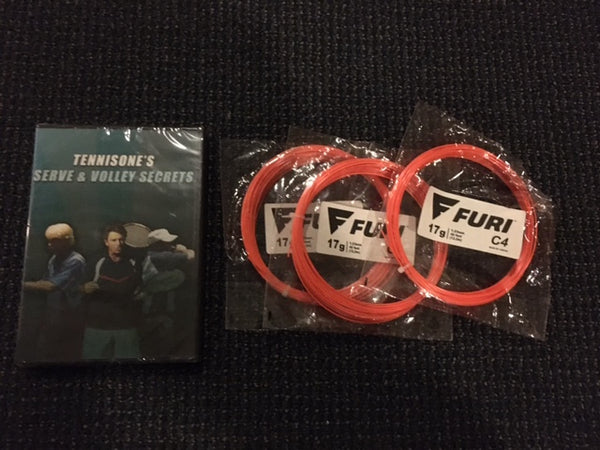 TENNISONE'S
SERVE & VOLLEY SECRETS
FURI
17g
FURI
17g
FURI
17g
C4